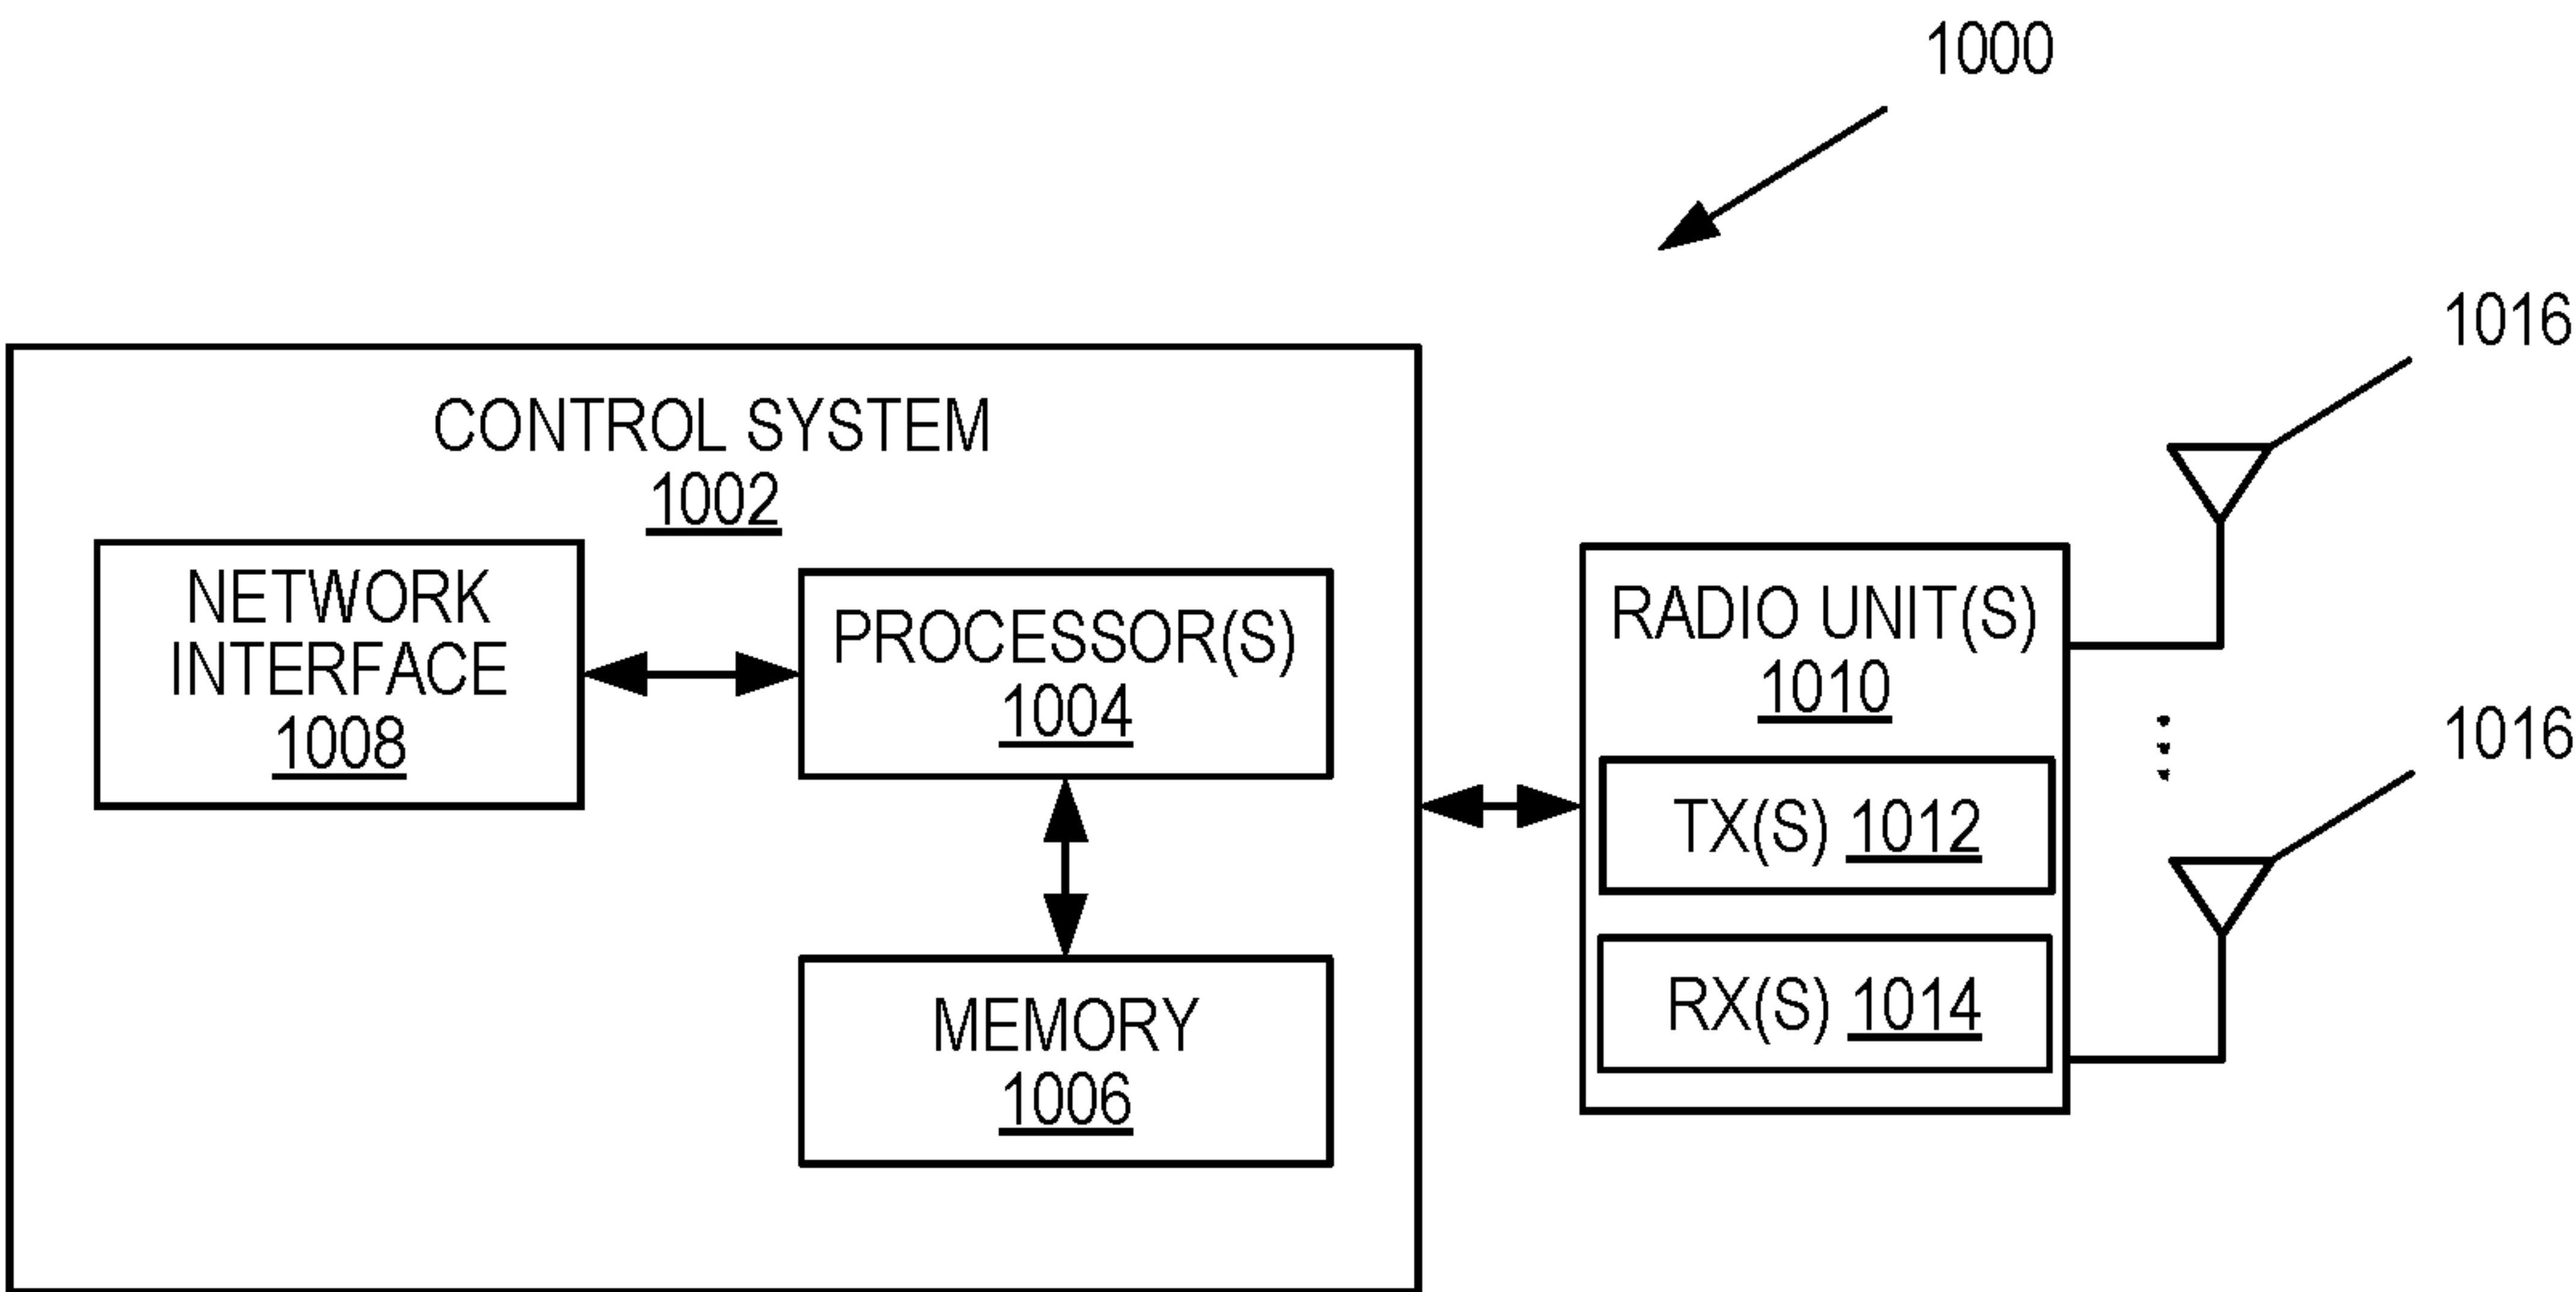 1000
1016
CONTROL SYSTEM
1002
NETWORK
INTERFACE
1008
PROCESSOR(S)
1004
MEMORY
1006
RADIO UNIT(S)
1010
TX(S) 1012
RX(S) 1014
1016